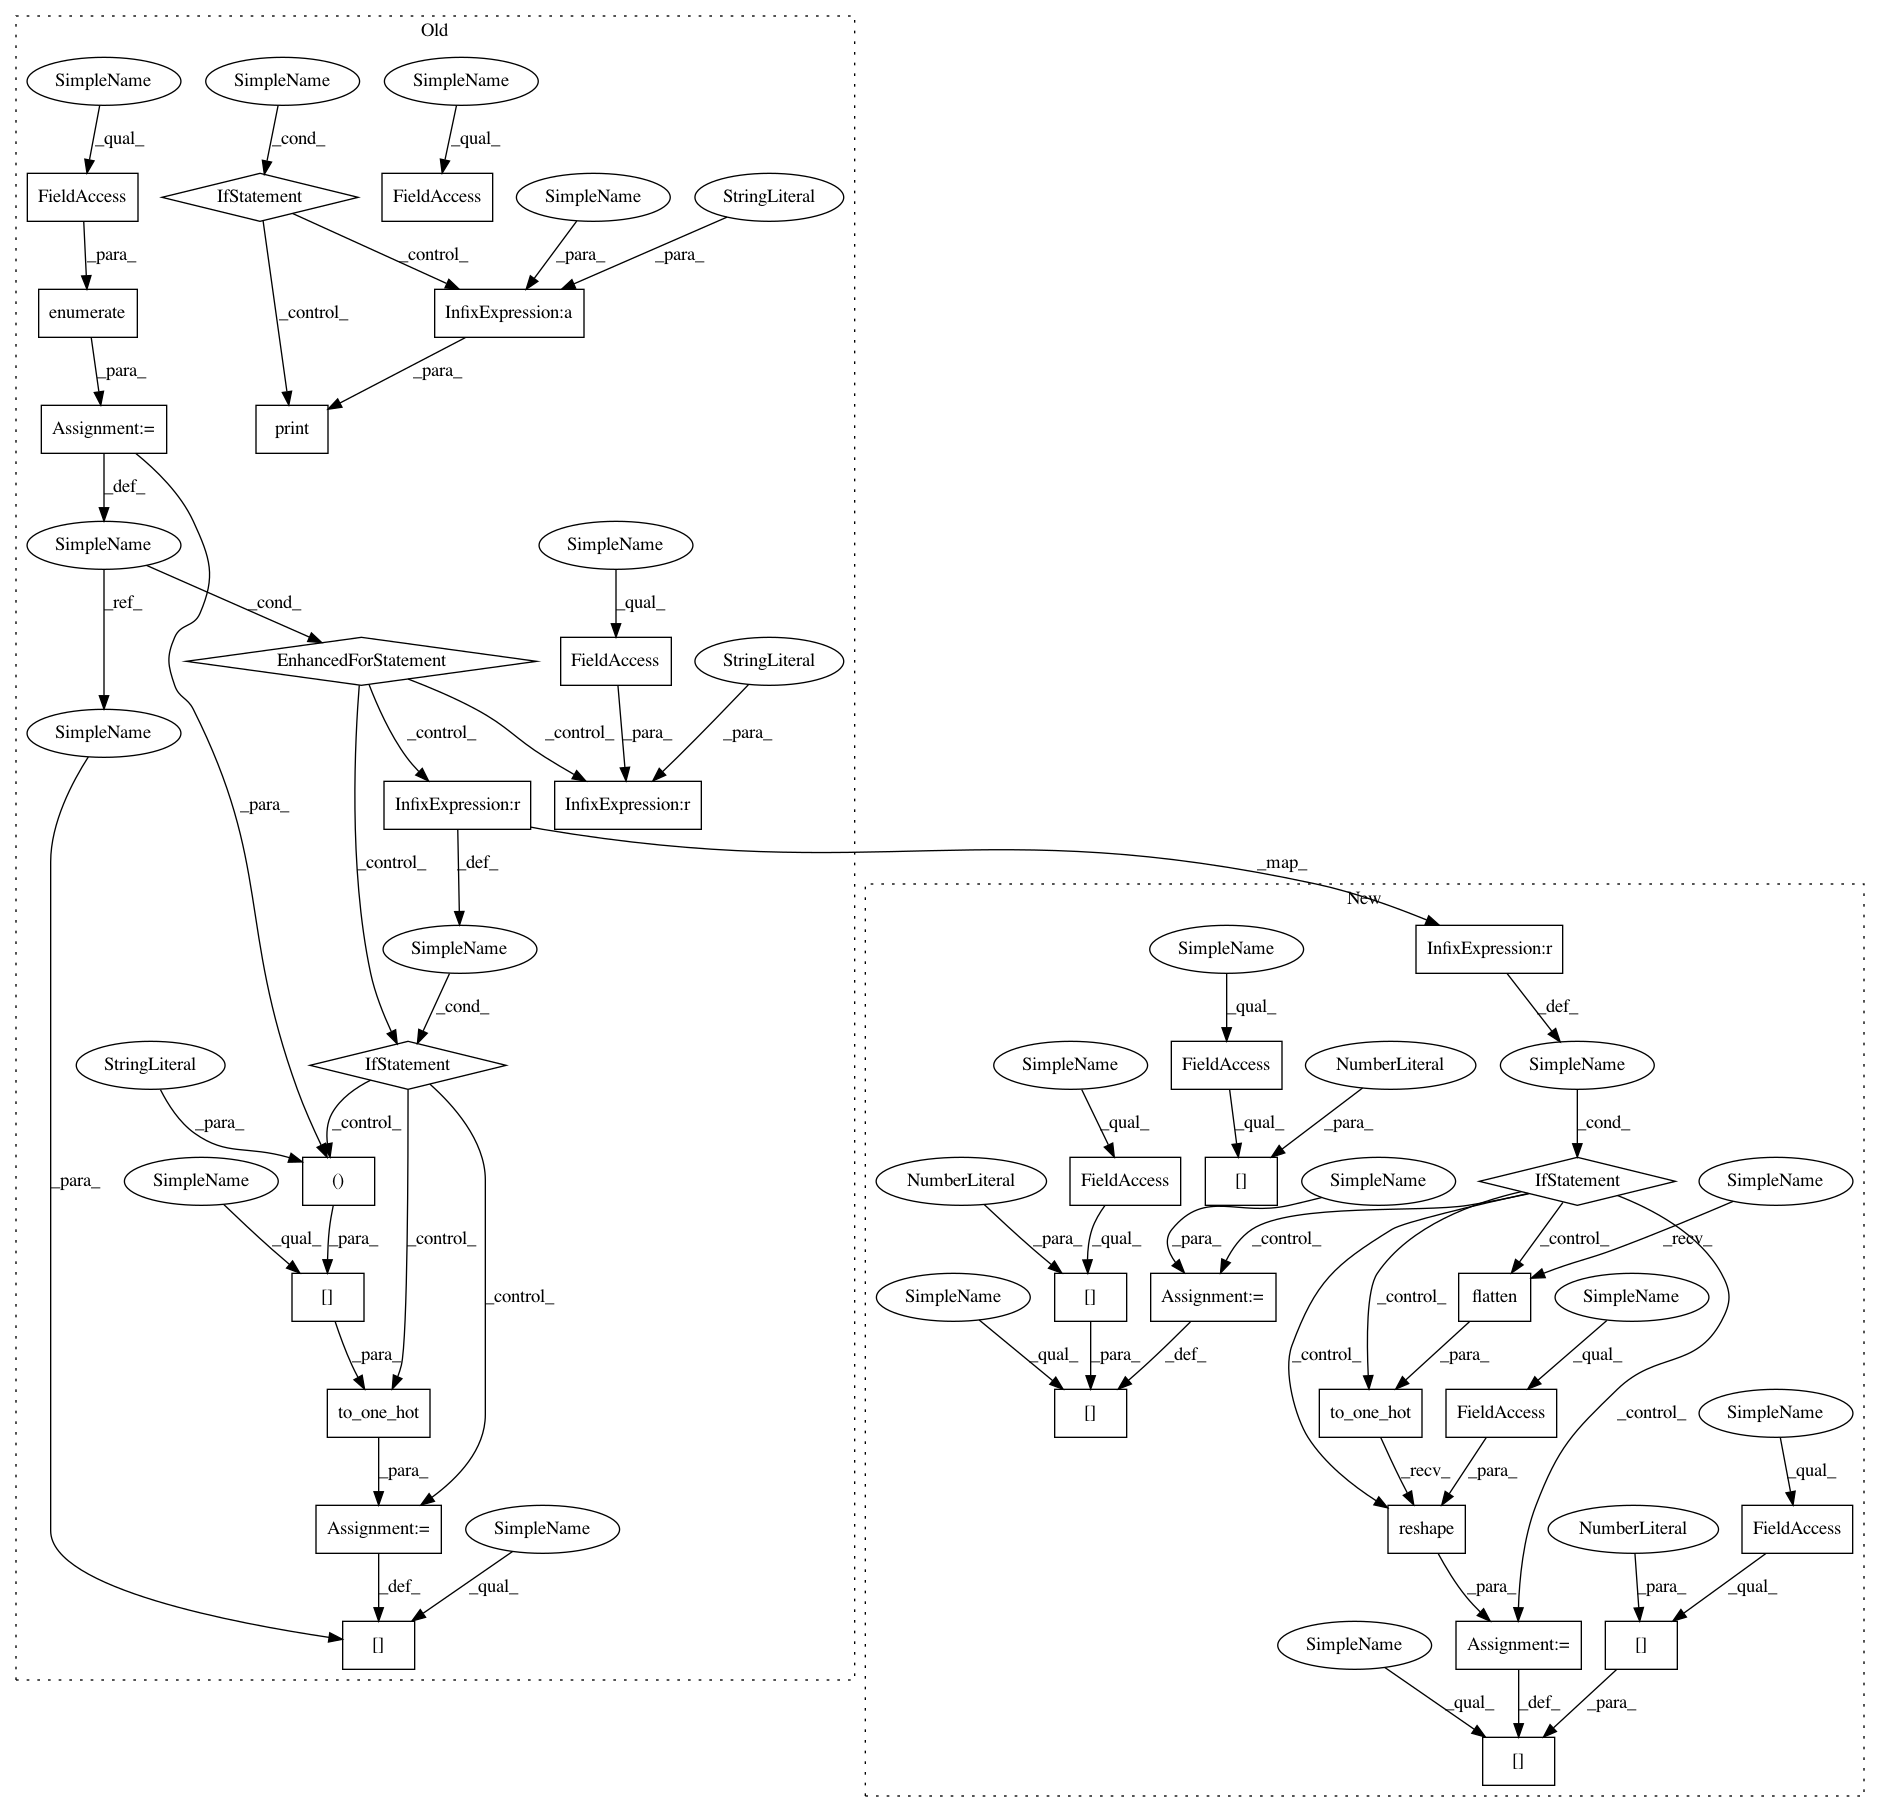 Old
SimpleName
SimpleName
SimpleName
_qual_
_cond_
_qual_
FieldAccess
IfStatement
FieldAccess
SimpleName
StringLiteral
_para_
_control_
_para_
_para_
enumerate
_control_
InfixExpression:a
_para_
_para_
Assignment:=
print
_def_
SimpleName
SimpleName
_ref_
_cond_
_qual_
EnhancedForStatement
FieldAccess
StringLiteral
SimpleName
_control_
_control_
_para_
_para_
_para_
InfixExpression:r
InfixExpression:r
_control_
_def_
_map_
New
SimpleName
SimpleName
InfixExpression:r
_cond_
_qual_
_def_
StringLiteral
IfStatement
SimpleName
FieldAccess
NumberLiteral
SimpleName
_para_
_control_
_qual_
_qual_
_para_
_cond_
_para_
SimpleName
()
NumberLiteral
FieldAccess
[]
SimpleName
IfStatement
SimpleName
_qual_
_para_
_control_
_para_
_qual_
_para_
_control_
_control_
_recv_
[]
_control_
SimpleName
[]
Assignment:=
flatten
SimpleName
_para_
_qual_
_para_
_def_
_control_
_control_
_para_
_qual_
to_one_hot
[]
to_one_hot
FieldAccess
_control_
SimpleName
_para_
_recv_
_para_
_qual_
Assignment:=
SimpleName
reshape
NumberLiteral
FieldAccess
_def_
_qual_
_para_
_para_
_qual_
[]
SimpleName
Assignment:=
[]
_qual_
_def_
_para_
[]